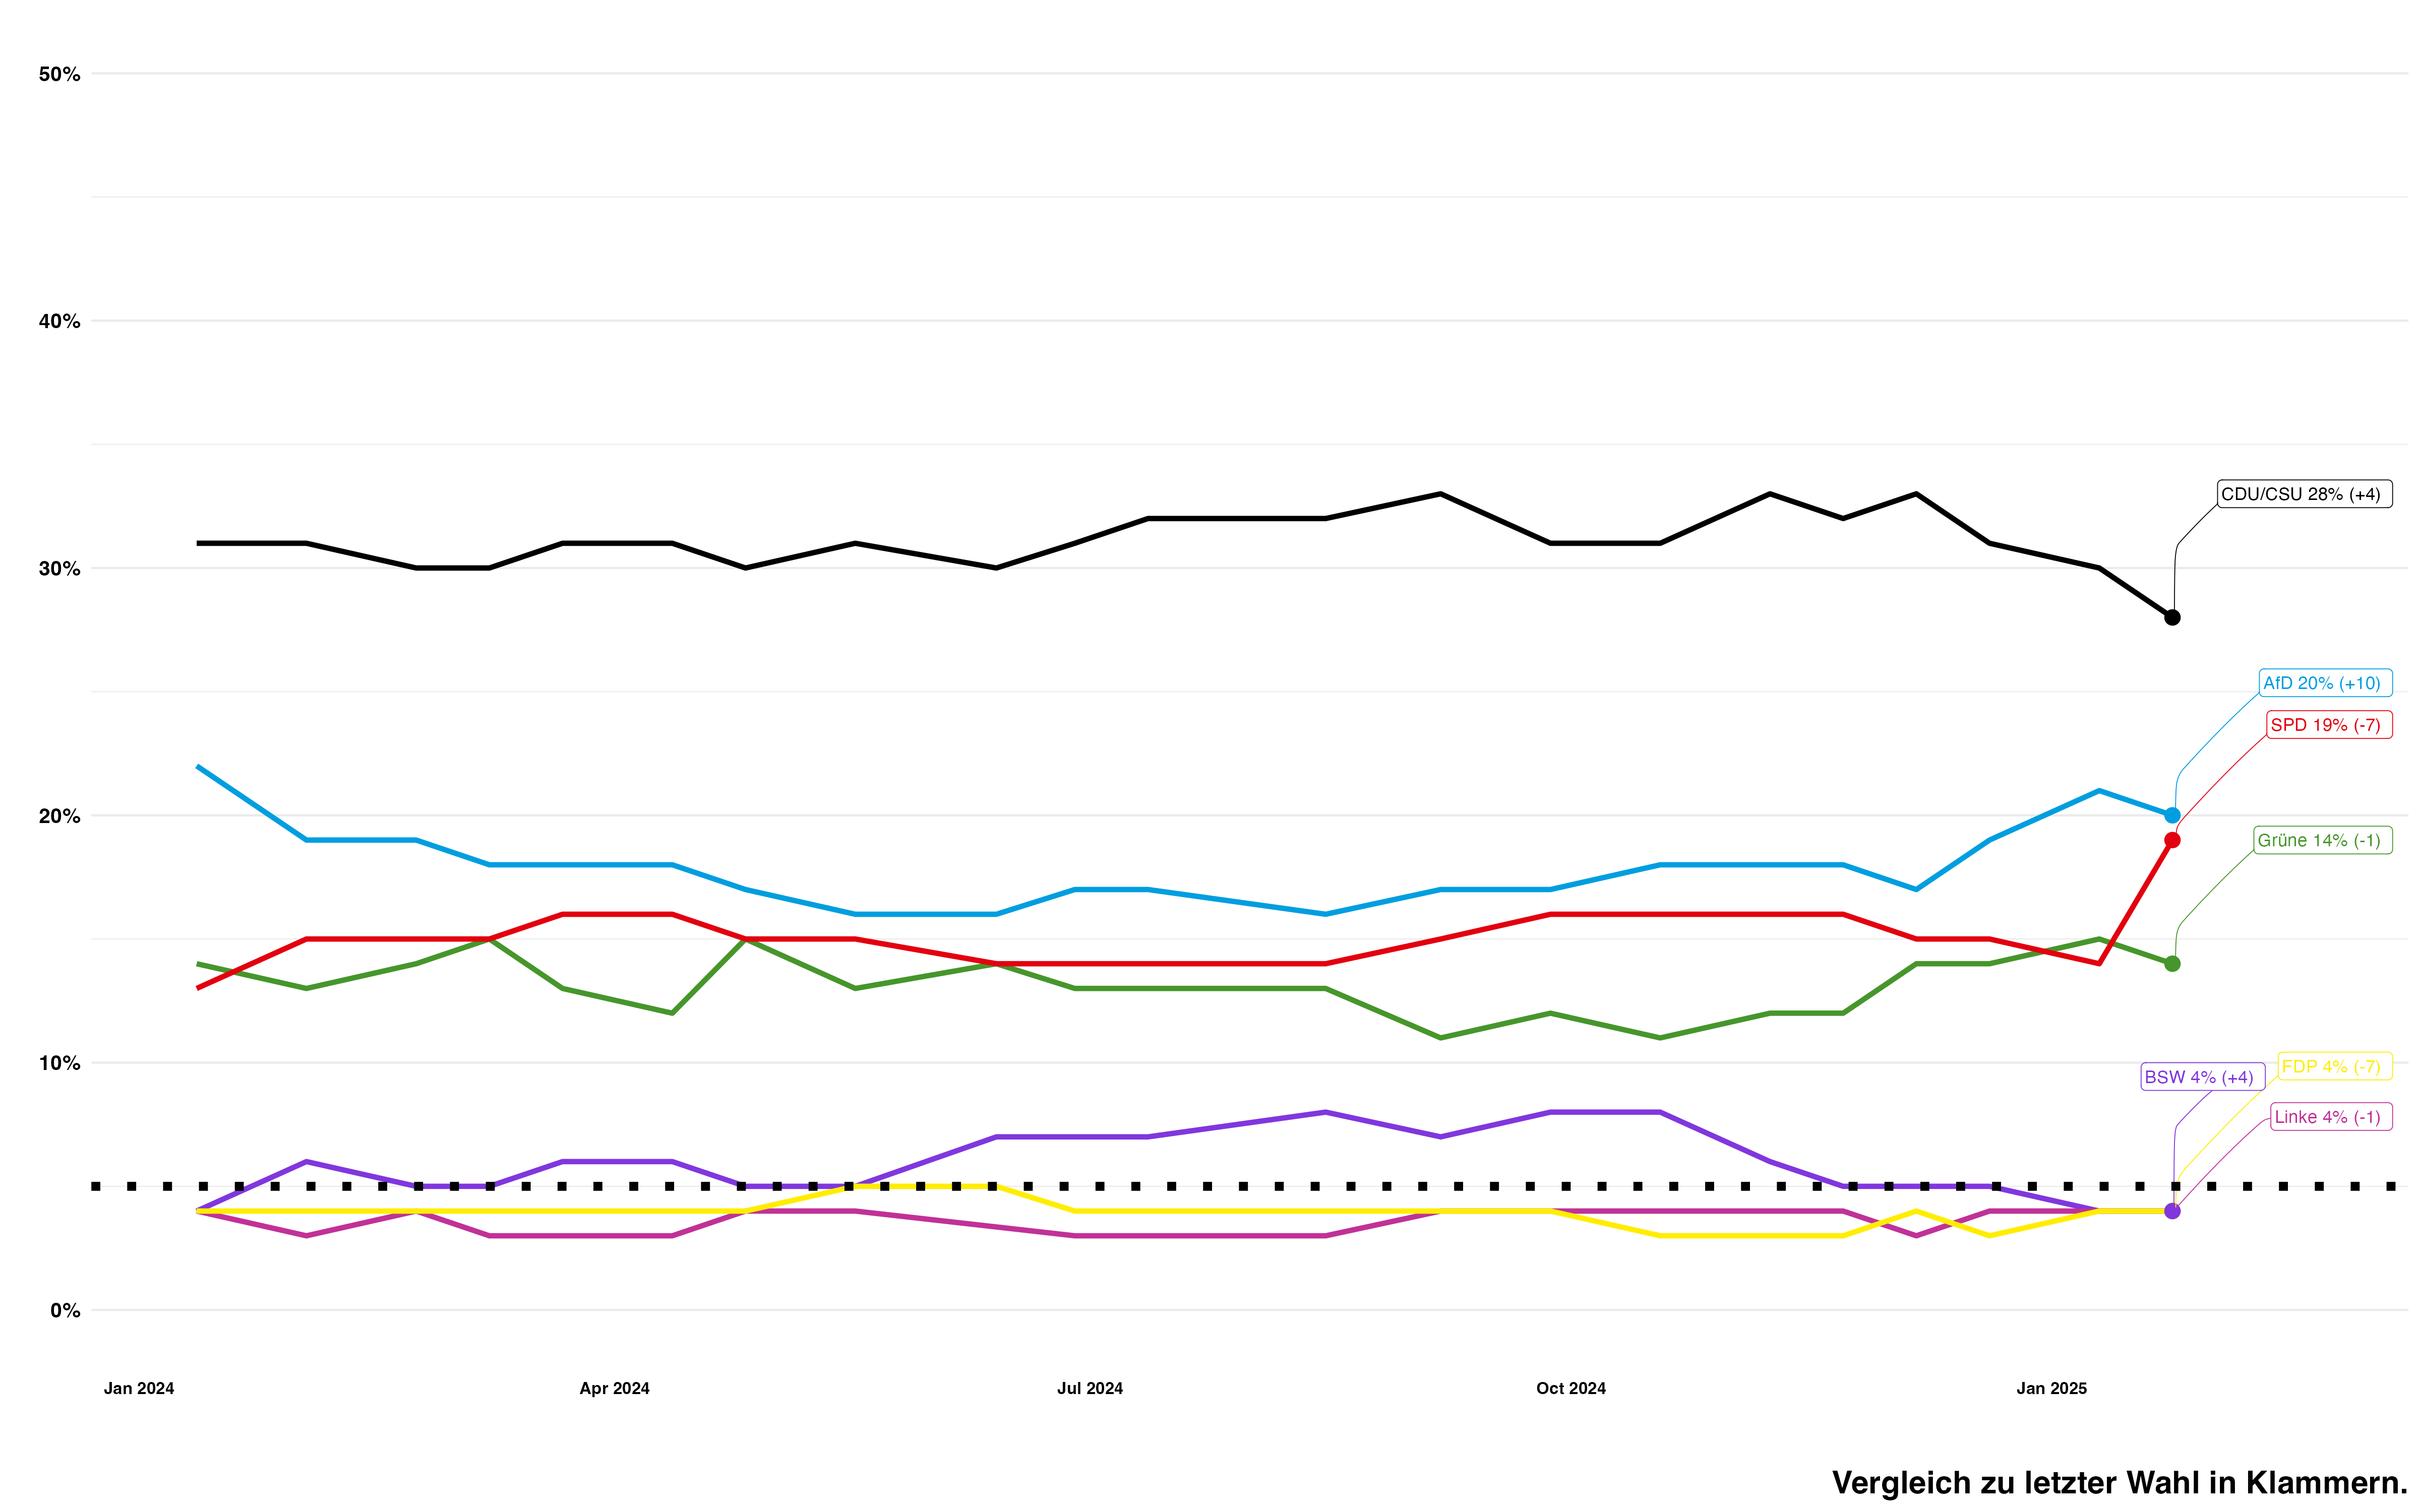 50%
40%
30%
20%
10%
0%
CDU/CSU 28% (+4)
AfD 20% (+10)
SPD 19% (-7)
Grüne 14% (-1)
FDP 4% (-7)
BSW 4% (+4)
Linke 4% (-1)
Jan 2024
Apr 2024
Jul 2024
Oct 2024
Jan 2025
Vergleich zu letzter Wahl in Klammern.